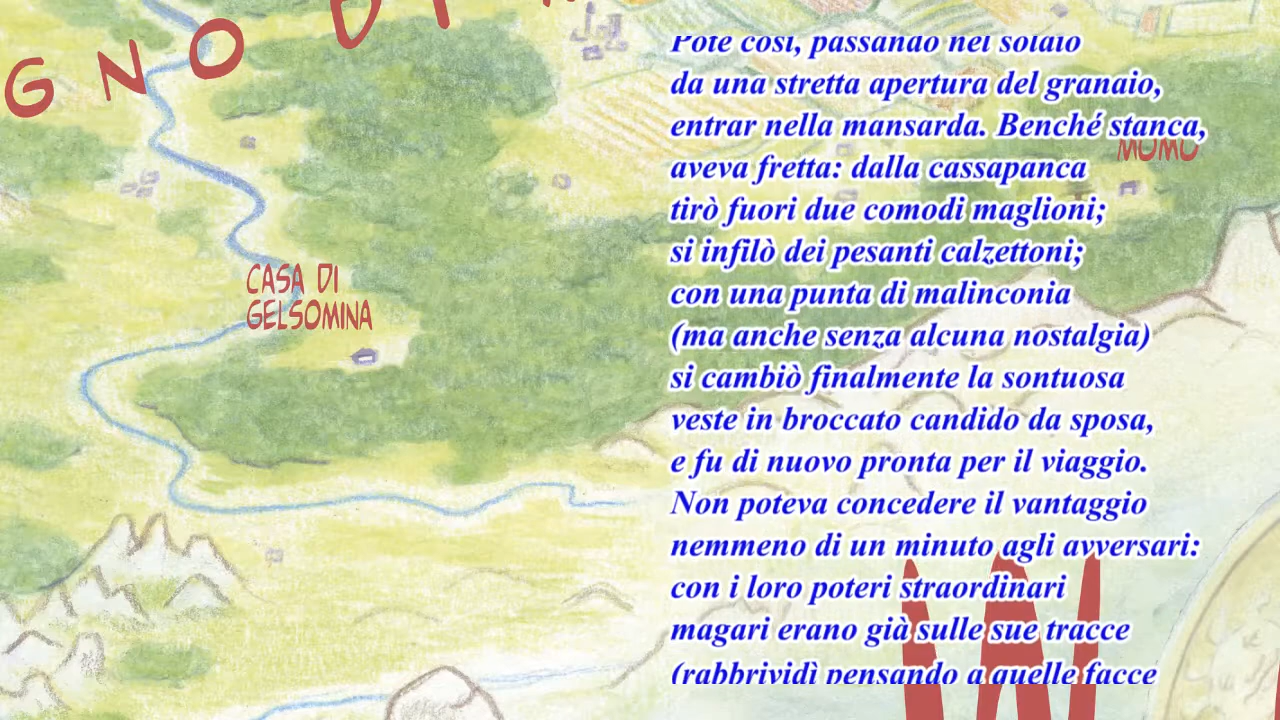 GNO DI
CASA DI
GELSOMINA
MOMO
Poté così, passando nel solaio
da una stretta apertura del granaio,
entrar nella mansarda. Benché stanca,
aveva fretta: dalla cassapanca
tirò fuori due comodi maglioni;
si infilò dei pesanti calzettoni;
con una punta di malinconia
(ma anche senza alcuna nostalgia)
si cambiò finalmente la sontuosa
veste in broccato candido da sposa,
e fu di nuovo pronta per il viaggio.
Non poteva concedere il vantaggio
nemmeno di un minuto agli avversari:
con i loro poteri straordinari
magari erano già sulle sue tracce
(rabbrividì pensando a quelle facce